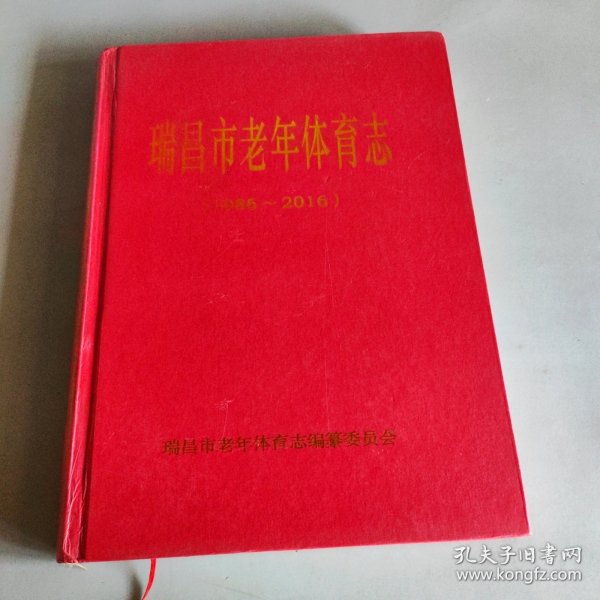 瑞昌市老年体育志
(1985～2016)
瑞昌市老年体育志编纂委员会
孔夫子旧书网
www.kongfz.com